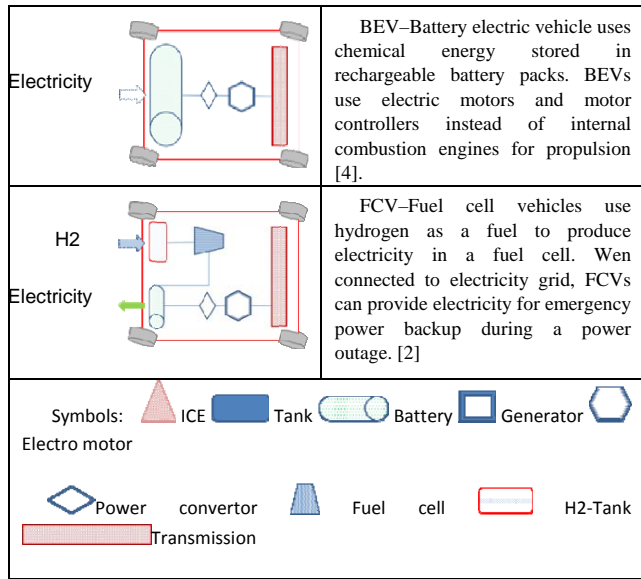 Electricity
BEV–Battery electric vehicle uses
chemical energy stored in
rechargeable battery packs. BEVs
use electric motors and motor
controllers instead of internal
combustion engines for propulsion
[4].
H2
Electricity
FCV–Fuel cell vehicles use
hydrogen as a fuel to produce
electricity in a fuel cell. Wen
connected to electricity grid, FCVs
can provide electricity for emergency
power backup during a power
outage. [2]
Symbols: ICE Tank Battery Generator
Electro motor
Power convertor Fuel cell H2-Tank
Transmission